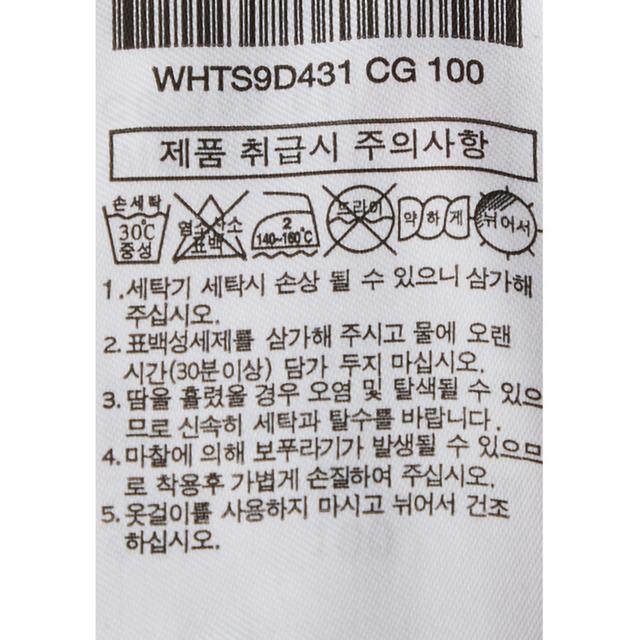 WHTS9D431 CG 100
제품 취급시 주의사항
손세탁 30℃ 중성
염소산소 표백
2 140~160℃
드라이
약하게
뉘어서
1.세탁기 세탁시 손상 될 수 있으니 삼가해
주십시오.
2.표백성세제를 삼가해 주시고 물에 오랜
시간(30분이상) 담가 두지 마십시오.
3.땀을 흘렸을 경우 오염 및 탈색될 수 있으
므로 신속히 세탁과 탈수를 바랍니다.
4.마찰에 의해 보푸라기가 발생될 수 있으므
로 착용후 가볍게 손질하여 주십시오.
5.옷걸이를 사용하지 마시고 뉘어서 건조
하십시오.